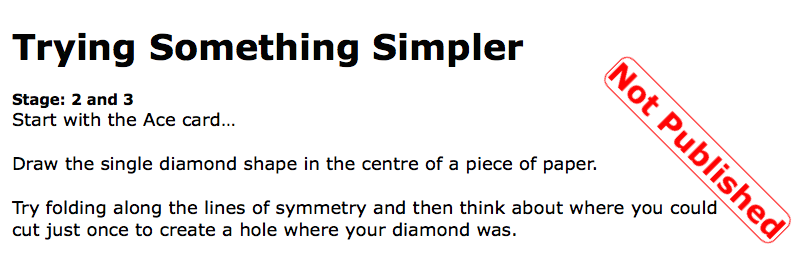 Trying Something Simpler
Stage: 2 and 3
Start with the Ace card...
Draw the single diamond shape in the centre of a piece of paper.
Try folding along the lines of symmetry and then think about where you could
cut just once to create a hole where your diamond was.
Not Published